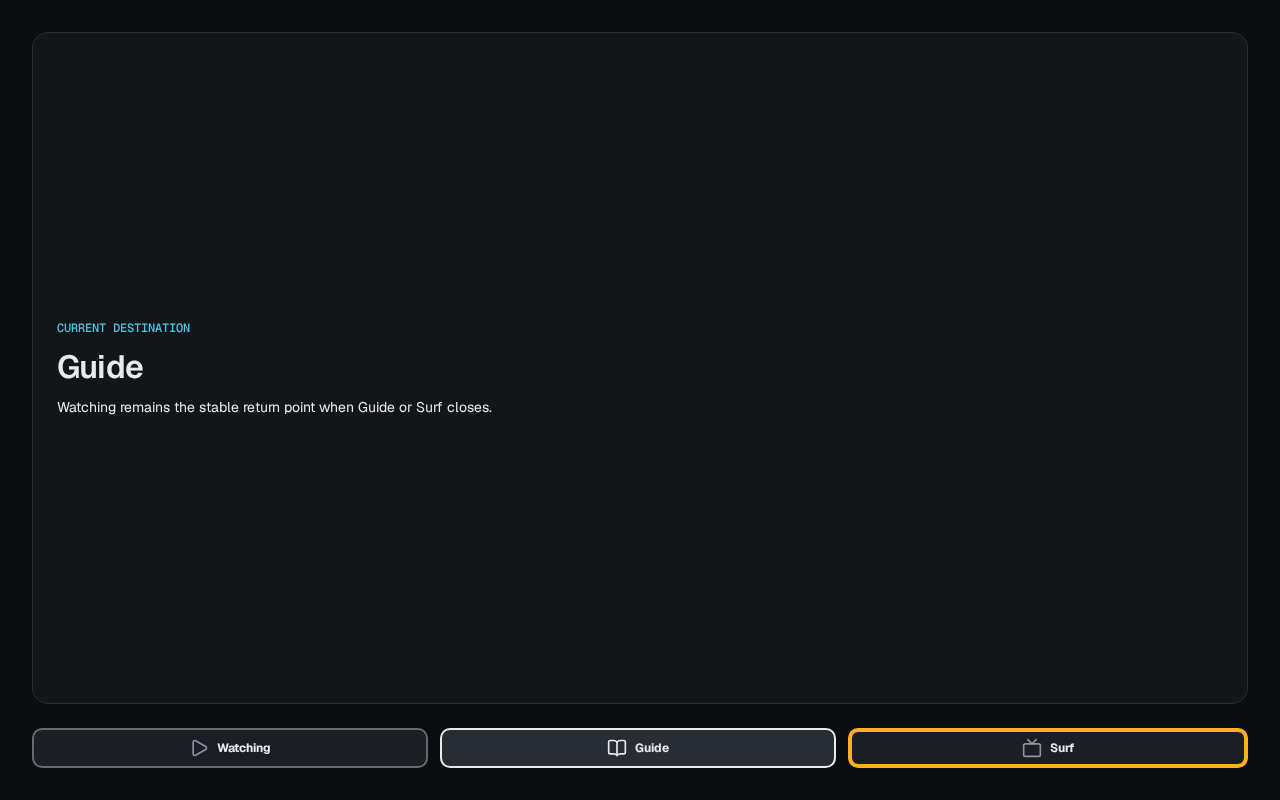 CURRENT DESTINATION
Guide
Watching remains the stable return point when Guide or Surf closes.
Watching
Guide
Surf